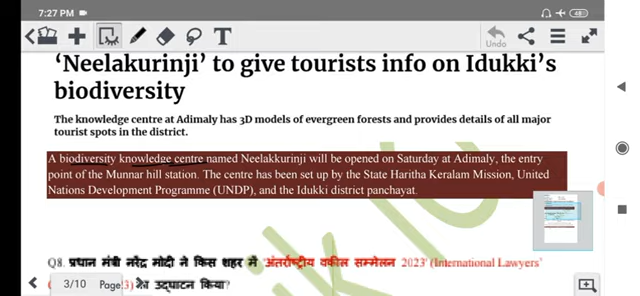 7:27 PM
48
T
Undo
‘Neelakurinji’ to give tourists info on Idukki’s
biodiversity
The knowledge centre at Adimaly has 3D models of evergreen forests and provides details of all major
tourist spots in the district.
A biodiversity knowledge centre named Neelakkurinji will be opened on Saturday at Adimaly, the entry
point of the Munnar hill station. The centre has been set up by the State Haritha Keralam Mission, United
Nations Development Programme (UNDP), and the Idukki district panchayat.
Q8. प्रधान मंत्री नरेंद्र मोदी ने किस शहर में 'अंतर्राष्ट्रीय वकील सम्मेलन 2023' (International Lawyers'
3/10 Page 3) का उद्घाटन किया?